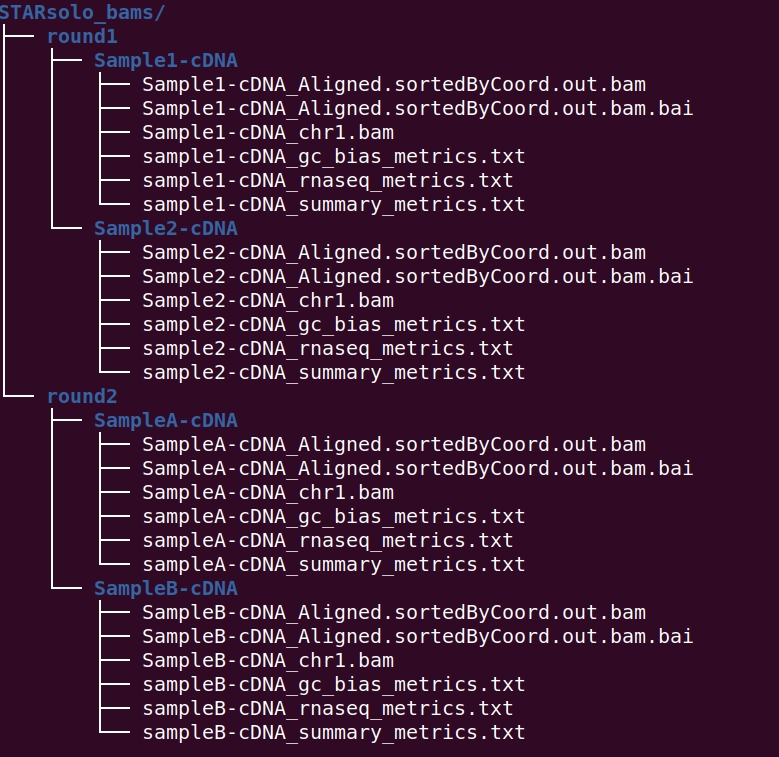 STARsolo_bams/
round1
Sample1-cDNA
Sample1-cDNA_Aligned.sortedByCoord.out.bam
Sample1-cDNA_Aligned.sortedByCoord.out.bam.bai
Sample1-cDNA_chr1.bam
sample1-cDNA_gc_bias_metrics.txt
sample1-cDNA_rnaseq_metrics.txt
sample1-cDNA_summary_metrics.txt
Sample2-cDNA
Sample2-cDNA_Aligned.sortedByCoord.out.bam
Sample2-cDNA_Aligned.sortedByCoord.out.bam.bai
Sample2-cDNA_chr1.bam
sample2-cDNA_gc_bias_metrics.txt
sample2-cDNA_rnaseq_metrics.txt
sample2-cDNA_summary_metrics.txt
round2
SampleA-cDNA
SampleA-cDNA_Aligned.sortedByCoord.out.bam
SampleA-cDNA_Aligned.sortedByCoord.out.bam.bai
SampleA-cDNA_chr1.bam
sampleA-cDNA_gc_bias_metrics.txt
sampleA-cDNA_rnaseq_metrics.txt
sampleA-cDNA_summary_metrics.txt
SampleB-cDNA
SampleB-cDNA_Aligned.sortedByCoord.out.bam
SampleB-cDNA_Aligned.sortedByCoord.out.bam.bai
SampleB-cDNA_chr1.bam
sampleB-cDNA_gc_bias_metrics.txt
sampleB-cDNA_rnaseq_metrics.txt
sampleB-cDNA_summary_metrics.txt